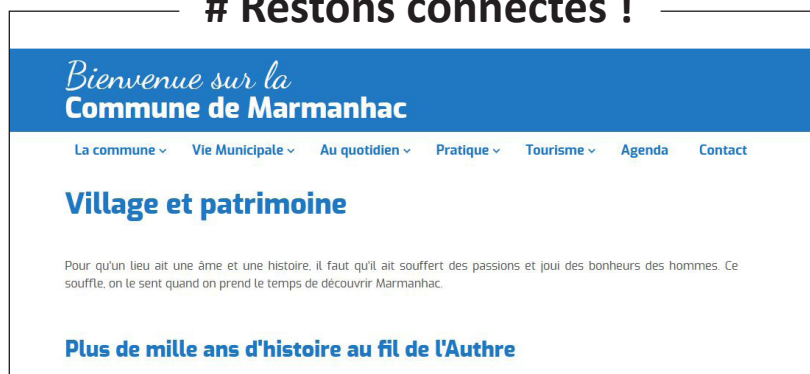 # Restons connectés !
Bienvenue sur la
Commune de Marmanhac
La commune Vie Municipale Au quotidien Pratique Tourisme Agenda Contact
Village et patrimoine
Pour qu'un lieu ait une âme et une histoire, il faut qu'il ait souffert des passions et joui des bonheurs des hommes. Ce
souffle, on le sent quand on prend le temps de découvrir Marmanhac.
Plus de mille ans d'histoire au fil de l'Authre